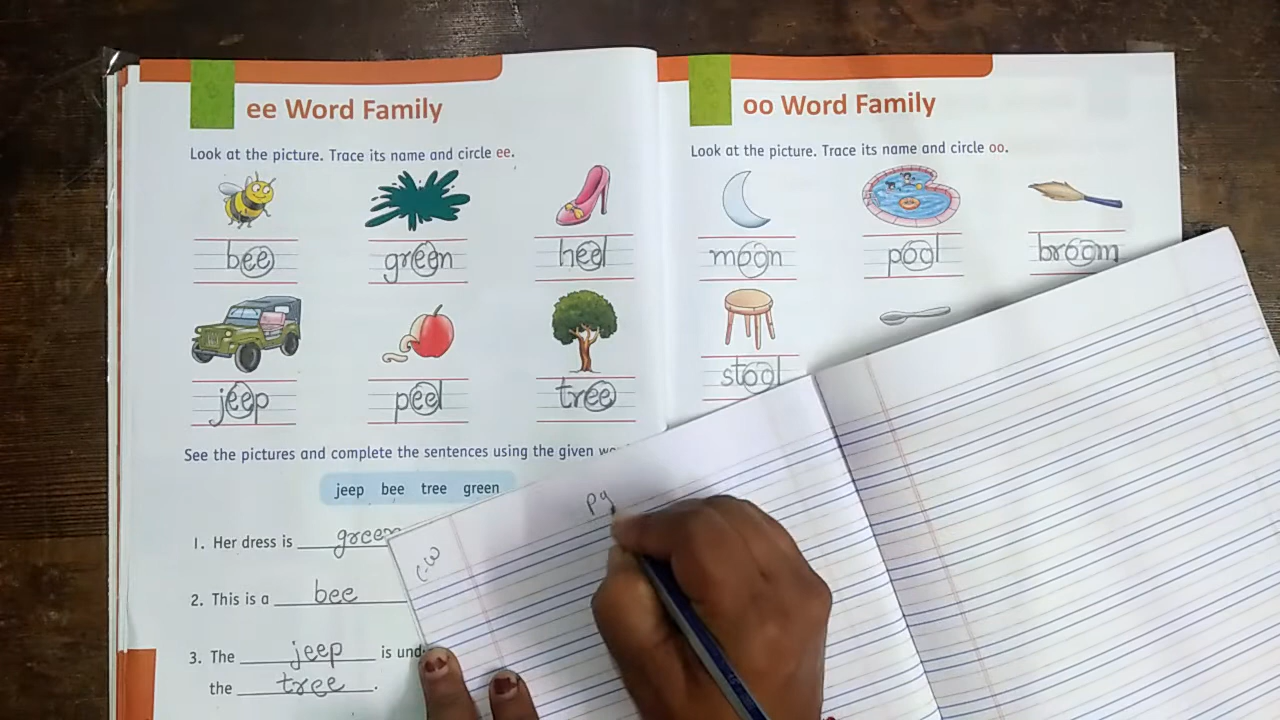 ee Word Family
Look at the picture. Trace its name and circle ee.
bee green heel
jeep peel tree
See the pictures and complete the sentences using the given
jeep bee tree green
1. Her dress is green
2. This is a bee
3. The jeep is und
the tree.
oo Word Family
Look at the picture. Trace its name and circle oo.
moon pool broom
stool
C.W
Pg